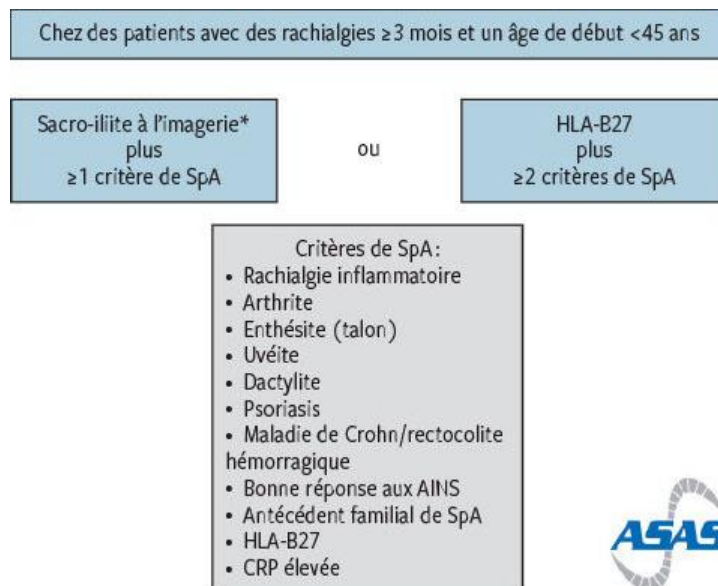 Chez des patients avec des rachialgies ≥3 mois et un âge de début <45 ans
Sacro-iliite à l'imagerie*
plus
≥1 critère de SpA
ou
HLA-B27
plus
≥2 critères de SpA
Critères de SpA:
• Rachialgie inflammatoire
• Arthrite
• Enthésite (talon)
• Uvéite
• Dactylite
• Psoriasis
• Maladie de Crohn/rectocolite
hémorragique
• Bonne réponse aux AINS
• Antécédent familial de SpA
• HLA-B27
• CRP élevée
ASAS